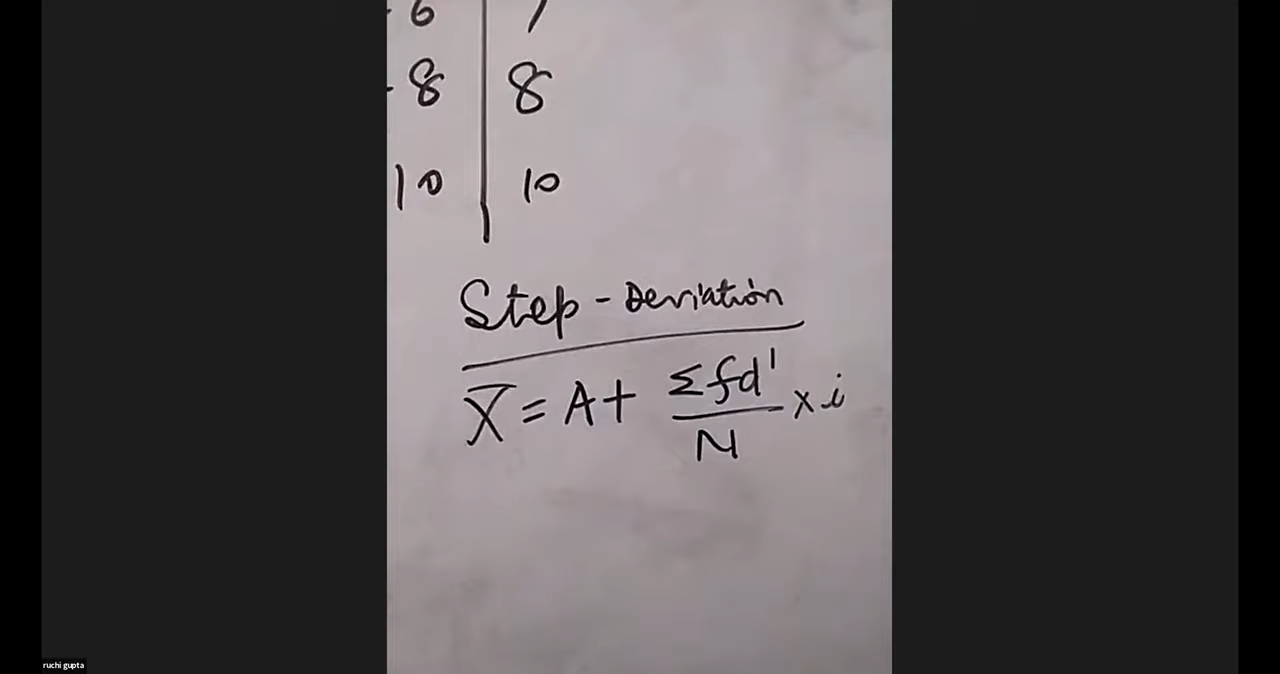 - 6 7
- 8 8
10 10
Step - Deviation
X̅ = A + Σfd' / N × i
ruchi gupta